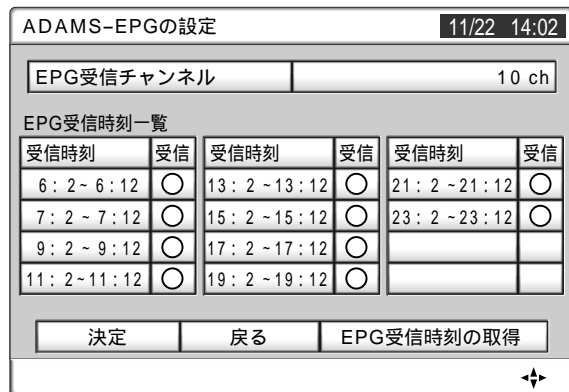 ADAMS-EPGの設定 11/22 14:02
EPG受信チャンネル 10 ch
EPG受信時刻一覧
受信時刻 受信 受信時刻 受信 受信時刻 受信
6:2~6:12 ○ 13:2~13:12 ○ 21:2~21:12 ○
7:2~7:12 ○ 15:2~15:12 ○ 23:2~23:12 ○
9:2~9:12 ○ 17:2~17:12 ○
11:2~11:12 ○ 19:2~19:12 ○
決定 戻る EPG受信時刻の取得